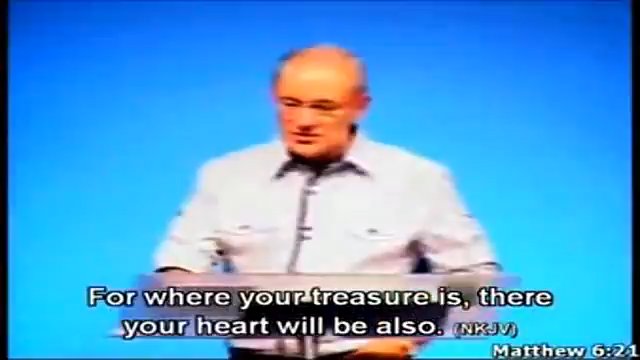 For where your treasure is, there
your heart will be also. (NKJV)
Matthew 6:21